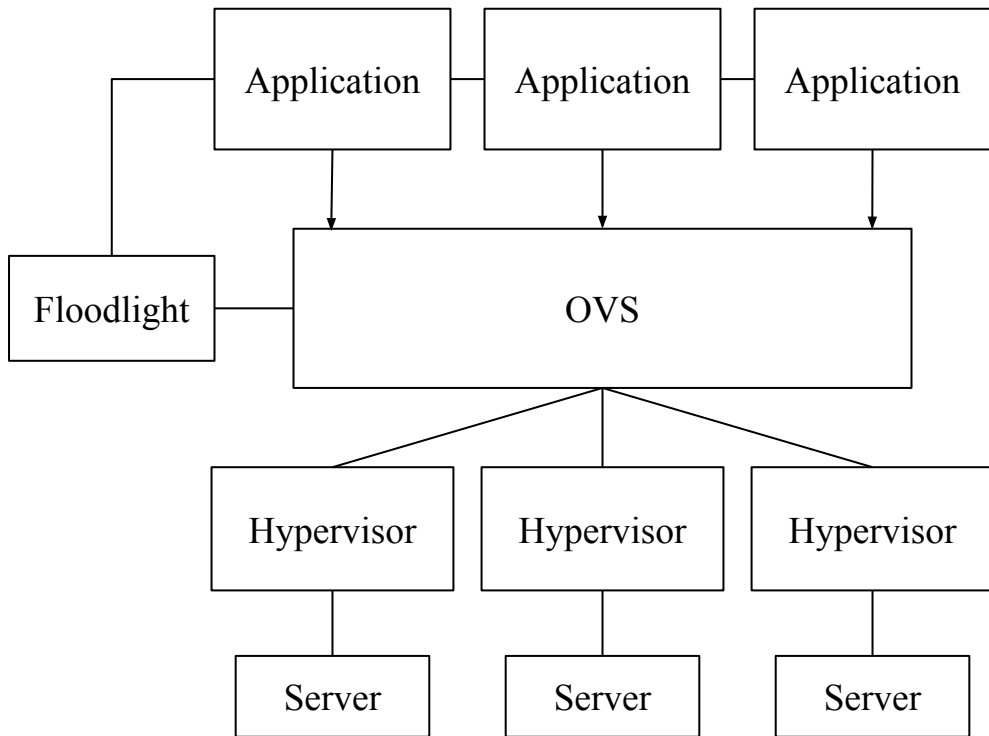 Application
Application
Application
Floodlight
OVS
Hypervisor
Hypervisor
Hypervisor
Server
Server
Server